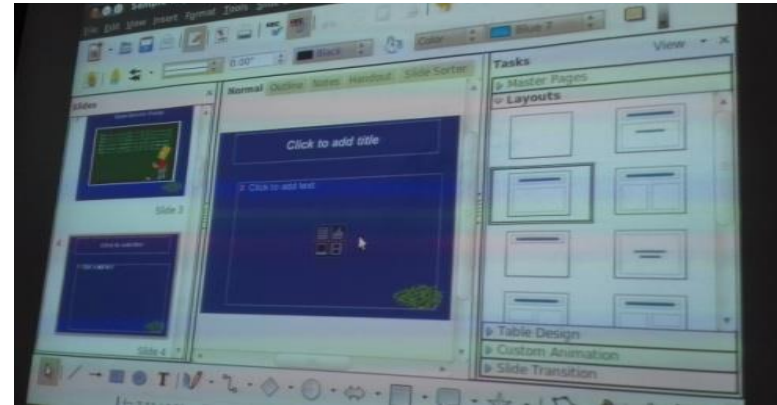 Sample
File Edit View Insert Format Tools
0.00" Black Color Blue 7
Slides
Normal Outline Notes Handout Slide Sorter
Tasks
View
Master Pages
Layouts
Click to add title
Click to add text
Slide 3
Slide 4
Table Design
Custom Animation
Slide Transition